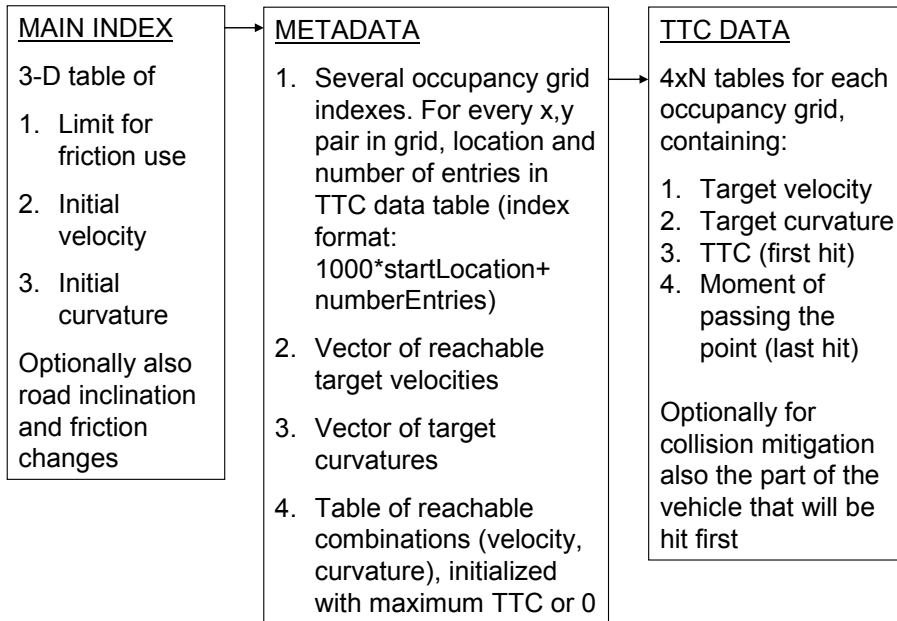 MAIN INDEX
3-D table of
1. Limit for
friction use
2. Initial
velocity
3. Initial
curvature
Optionally also
road inclination
and friction
changes
METADATA
1. Several occupancy grid
indexes. For every x,y
pair in grid, location and
number of entries in
TTC data table (index
format:
1000*startLocation+
numberEntries)
2. Vector of reachable
target velocities
3. Vector of target
curvatures
4. Table of reachable
combinations (velocity,
curvature), initialized
with maximum TTC or 0
TTC DATA
4xN tables for each
occupancy grid,
containing:
1. Target velocity
2. Target curvature
3. TTC (first hit)
4. Moment of
passing the
point (last hit)
Optionally for
collision mitigation
also the part of the
vehicle that will be
hit first